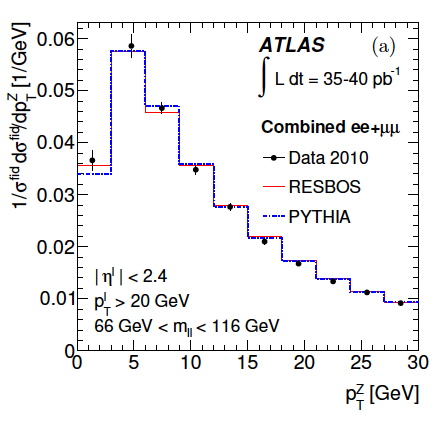 1/σ^fid dσ^fid/dp_T^Z [1/GeV]
0.06
0.05
0.04
0.03
0.02
0.01
0
ATLAS (a)
∫ L dt = 35-40 pb^-1
Combined ee+μμ
Data 2010
RESBOS
PYTHIA
| η^l | < 2.4
p_T^l > 20 GeV
66 GeV < m_ll < 116 GeV
0 5 10 15 20 25 30
p_T^Z [GeV]